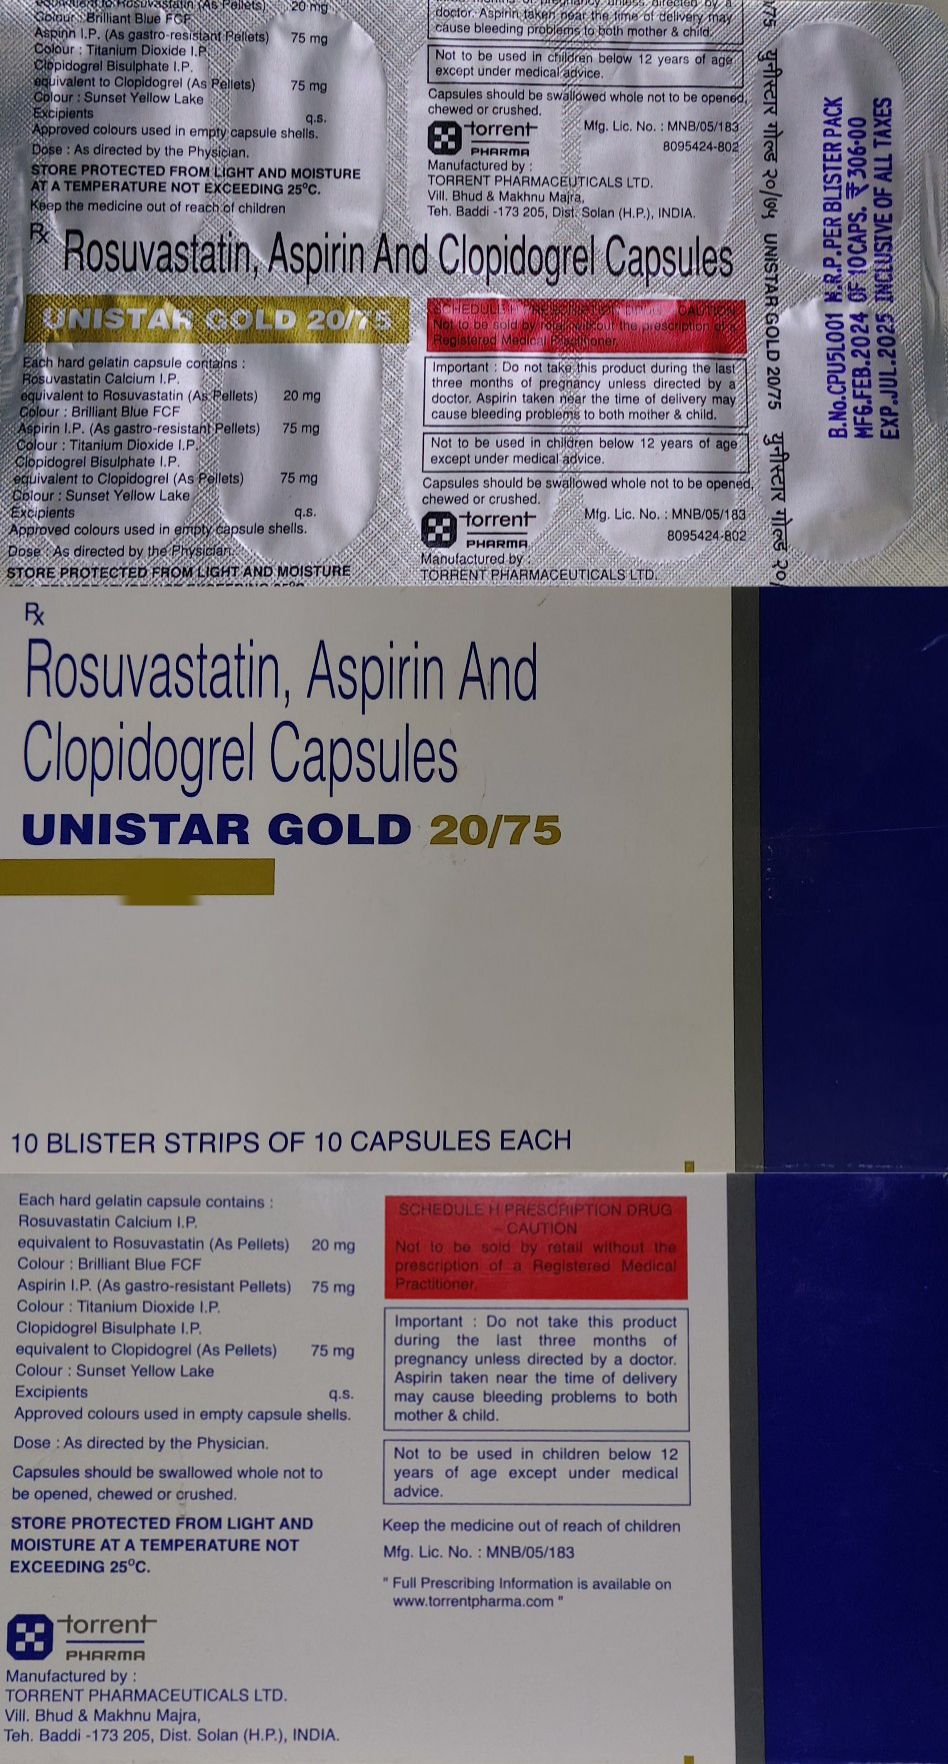 equivalent to Rosuvastatin (As Pellets) 20 mg
Colour : Brilliant Blue FCF
Aspirin I.P. (As gastro-resistant Pellets) 75 mg
Colour : Titanium Dioxide I.P.
Clopidogrel Bisulphate I.P.
equivalent to Clopidogrel (As Pellets) 75 mg
Colour : Sunset Yellow Lake
Excipients q.s.
Approved colours used in empty capsule shells.
Dose : As directed by the Physician.
STORE PROTECTED FROM LIGHT AND MOISTURE
AT A TEMPERATURE NOT EXCEEDING 25°C.
Keep the medicine out of reach of children
doctor. Aspirin taken near the time of delivery may
cause bleeding problems to both mother & child.
Not to be used in children below 12 years of age
except under medical advice.
Capsules should be swallowed whole not to be opened,
chewed or crushed.
torrent
PHARMA
Mfg. Lic. No. : MNB/05/183
8095424-802
Manufactured by :
TORRENT PHARMACEUTICALS LTD.
Vill. Bhud & Makhnu Majra,
Teh. Baddi -173 205, Dist. Solan (H.P.), INDIA.
Rx
Rosuvastatin, Aspirin And Clopidogrel Capsules
UNISTAR GOLD 20/75
Each hard gelatin capsule contains :
Rosuvastatin Calcium I.P.
equivalent to Rosuvastatin (As Pellets) 20 mg
Colour : Brilliant Blue FCF
Aspirin I.P. (As gastro-resistant Pellets) 75 mg
Colour : Titanium Dioxide I.P.
Clopidogrel Bisulphate I.P.
equivalent to Clopidogrel (As Pellets) 75 mg
Colour : Sunset Yellow Lake
Excipients q.s.
Approved colours used in empty capsule shells.
Dose : As directed by the Physician.
STORE PROTECTED FROM LIGHT AND MOISTURE
SCHEDULE H PRESCRIPTION DRUG - CAUTION
Not to be sold by retail without the prescription of a
Registered Medical Practitioner.
Important : Do not take this product during the last
three months of pregnancy unless directed by a
doctor. Aspirin taken near the time of delivery may
cause bleeding problems to both mother & child.
Not to be used in children below 12 years of age
except under medical advice.
Capsules should be swallowed whole not to be opened,
chewed or crushed.
torrent
PHARMA
Mfg. Lic. No. : MNB/05/183
8095424-802
Manufactured by :
TORRENT PHARMACEUTICALS LTD.
/75 युनीस्टार गोल्ड २०/७५ UNISTAR GOLD 20/75 युनीस्टार गोल्ड २०/
B.No.CPU5L001 M.R.P.PER BLISTER PACK
MFG.FEB.2024 OF 10CAPS. ₹ 306.00
EXP.JUL.2025 INCLUSIVE OF ALL TAXES
Rx
Rosuvastatin, Aspirin And
Clopidogrel Capsules
UNISTAR GOLD 20/75
10 BLISTER STRIPS OF 10 CAPSULES EACH
Each hard gelatin capsule contains :
Rosuvastatin Calcium I.P.
equivalent to Rosuvastatin (As Pellets) 20 mg
Colour : Brilliant Blue FCF
Aspirin I.P. (As gastro-resistant Pellets) 75 mg
Colour : Titanium Dioxide I.P.
Clopidogrel Bisulphate I.P.
equivalent to Clopidogrel (As Pellets) 75 mg
Colour : Sunset Yellow Lake
Excipients q.s.
Approved colours used in empty capsule shells.
Dose : As directed by the Physician.
Capsules should be swallowed whole not to
be opened, chewed or crushed.
STORE PROTECTED FROM LIGHT AND
MOISTURE AT A TEMPERATURE NOT
EXCEEDING 25°C.
torrent
PHARMA
Manufactured by :
TORRENT PHARMACEUTICALS LTD.
Vill. Bhud & Makhnu Majra,
Teh. Baddi -173 205, Dist. Solan (H.P.), INDIA.
SCHEDULE H PRESCRIPTION DRUG
– CAUTION
Not to be sold by retail without the
prescription of a Registered Medical
Practitioner.
Important : Do not take this product
during the last three months of
pregnancy unless directed by a doctor.
Aspirin taken near the time of delivery
may cause bleeding problems to both
mother & child.
Not to be used in children below 12
years of age except under medical
advice.
Keep the medicine out of reach of children
Mfg. Lic. No. : MNB/05/183
" Full Prescribing Information is available on
www.torrentpharma.com "